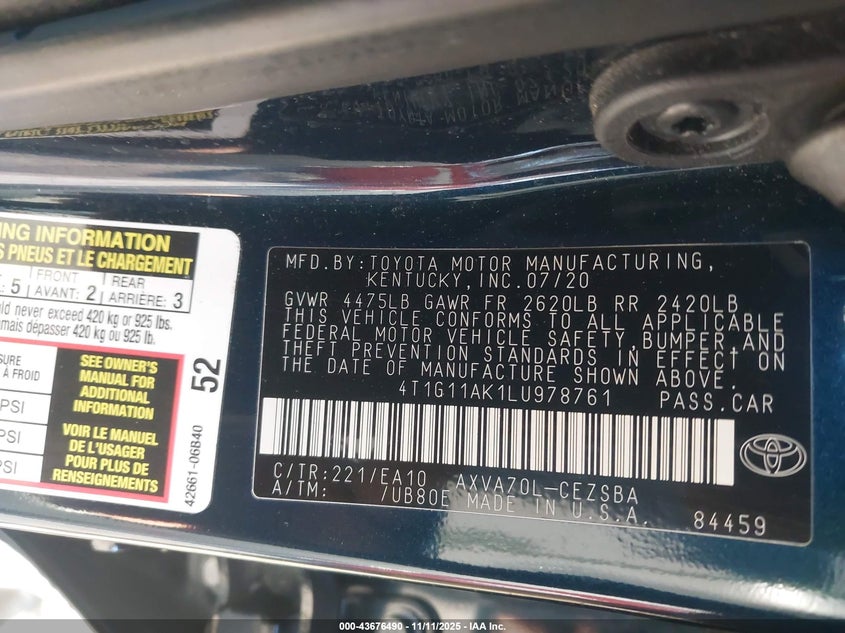 NG INFORMATION
S PNEUS ET LE CHARGEMENT
: 5 FRONT AVANT: 2 REAR ARRIÈRE: 3
ld never exceed 420 kg or 925 lbs.
mais dépasser 420 kg ou 925 lb.
SURE
À FROID
PSI
PSI
PSI
SEE OWNER'S
MANUAL FOR
ADDITIONAL
INFORMATION
VOIR LE MANUEL
DE L'USAGER
POUR PLUS DE
RENSEIGNEMENTS
52
42661-06B40
MFD.BY:TOYOTA MOTOR MANUFACTURING,
KENTUCKY,INC.07/20
GVWR 4475LB GAWR FR 2620LB RR 2420LB
THIS VEHICLE CONFORMS TO ALL APPLICABLE
FEDERAL MOTOR VEHICLE SAFETY,BUMPER,AND
THEFT PREVENTION STANDARDS IN EFFECT ON
THE DATE OF MANUFACTURE SHOWN ABOVE.
4T1G11AK1LU978761 PASS.CAR
C/TR:221/EA10 AXVA70L-CEZSBA
A/TM: /UB80E MADE IN U.S.A. 84459
000-43676490 - 11/11/2025 - IAA Inc.